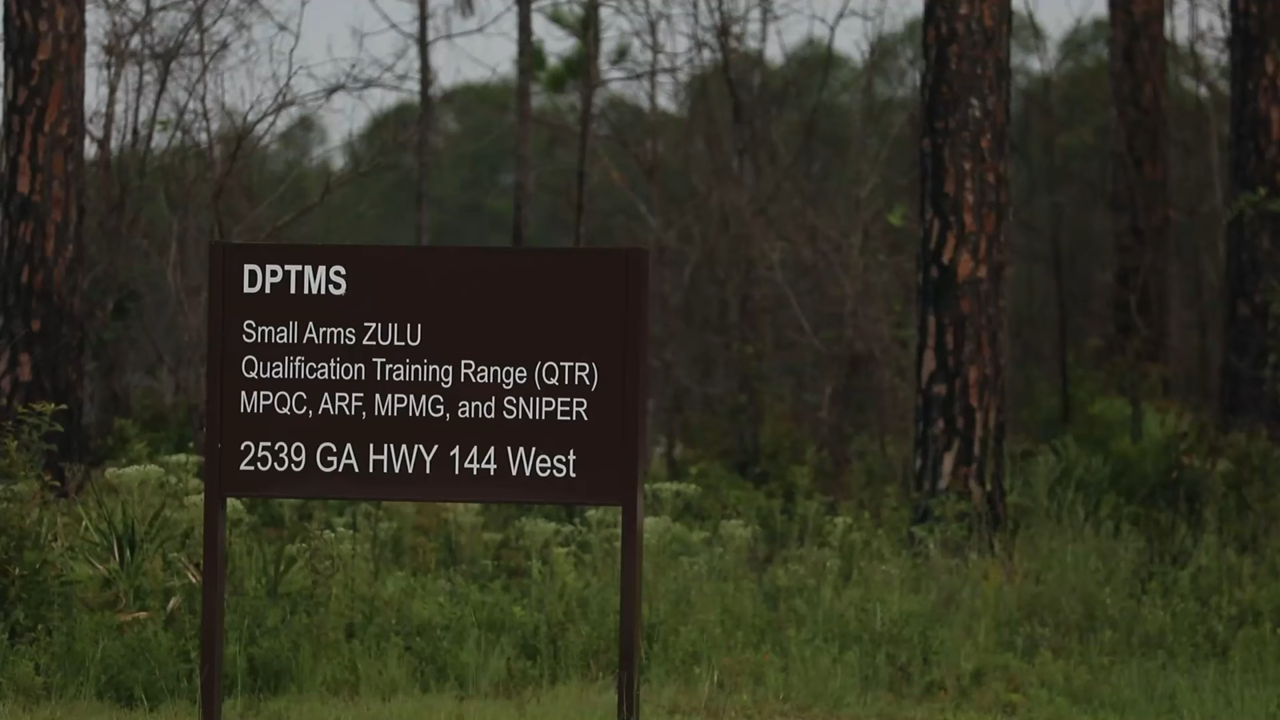 DPTMS
Small Arms ZULU
Qualification Training Range (QTR)
MPQC, ARF, MPMG, and SNIPER
2539 GA HWY 144 West